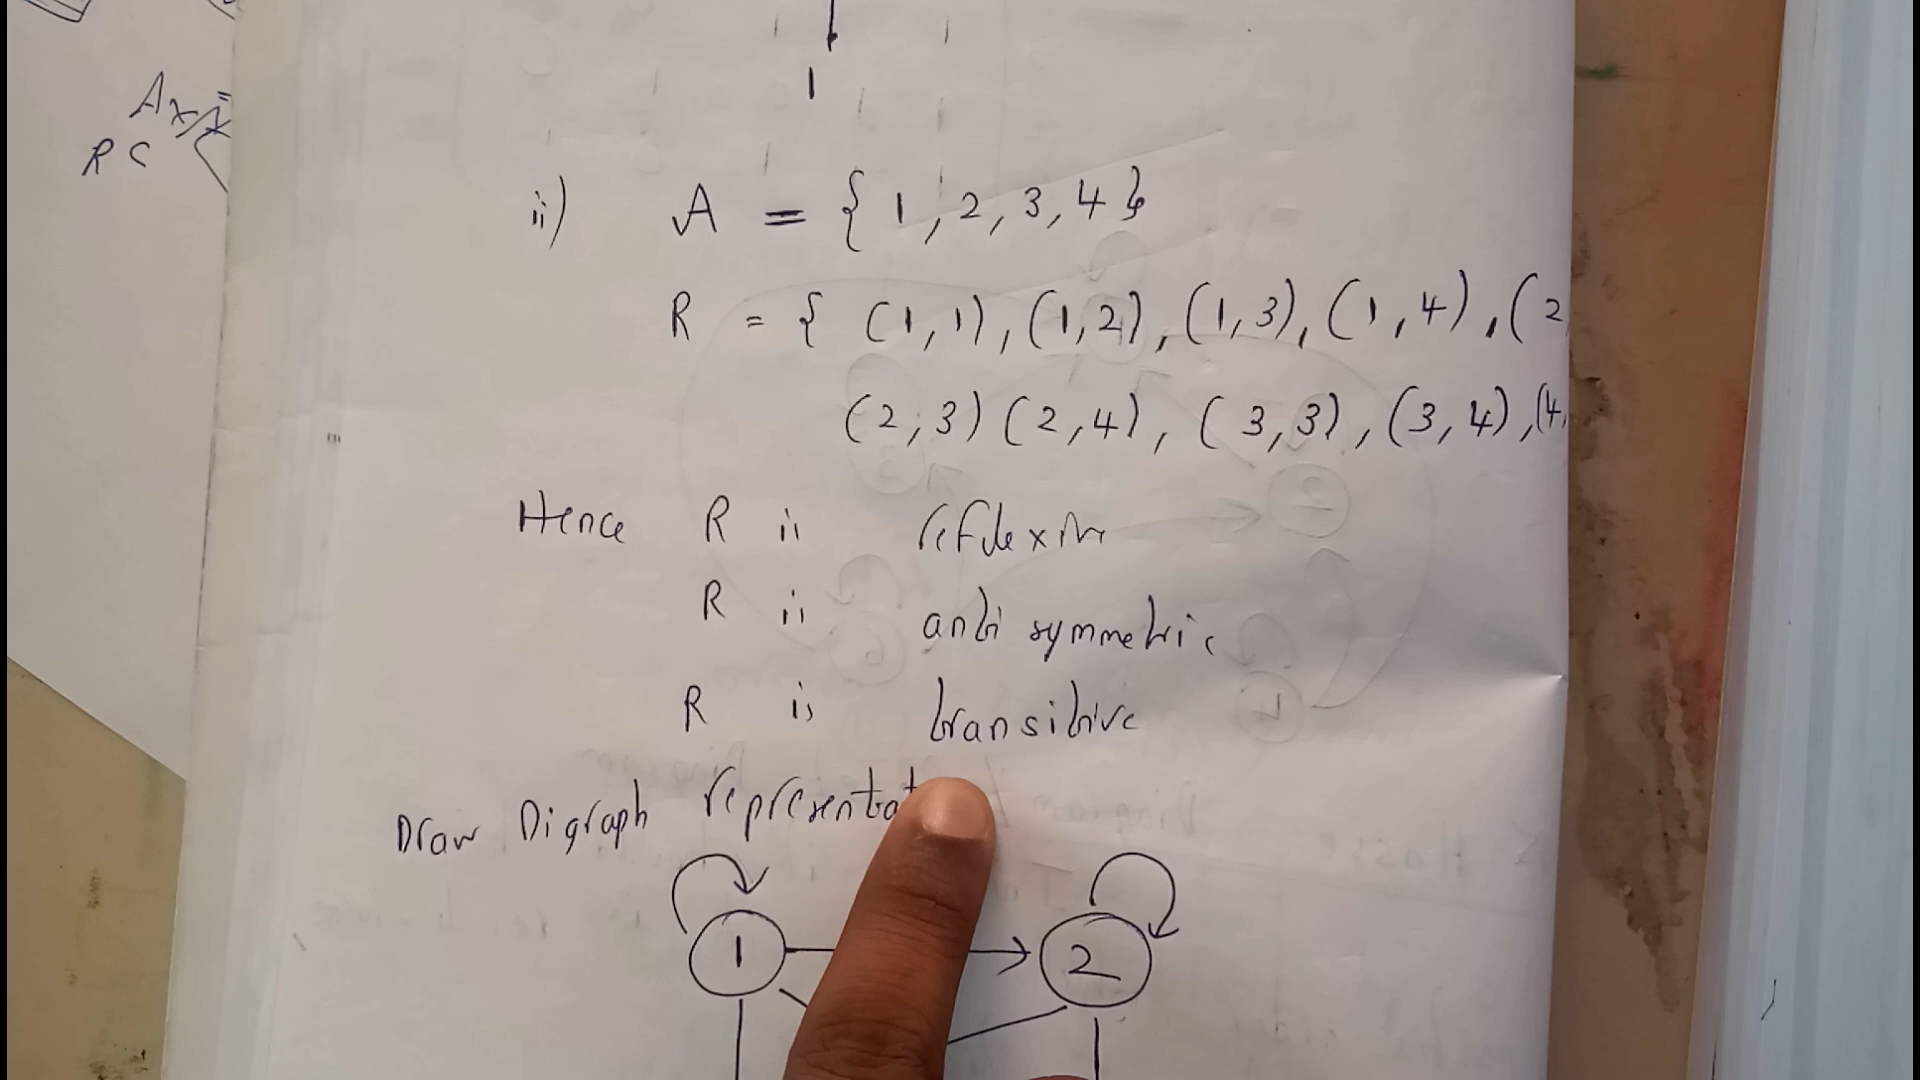 1
A x A =
R ⊂
ii) A = { 1, 2, 3, 4 }
R = { (1,1), (1,2), (1,3), (1,4), (2
(2,3) (2,4), (3,3), (3,4), (4,
Hence R is reflexive
R is anti symmetric
R is transitive
Draw Digraph
1 2